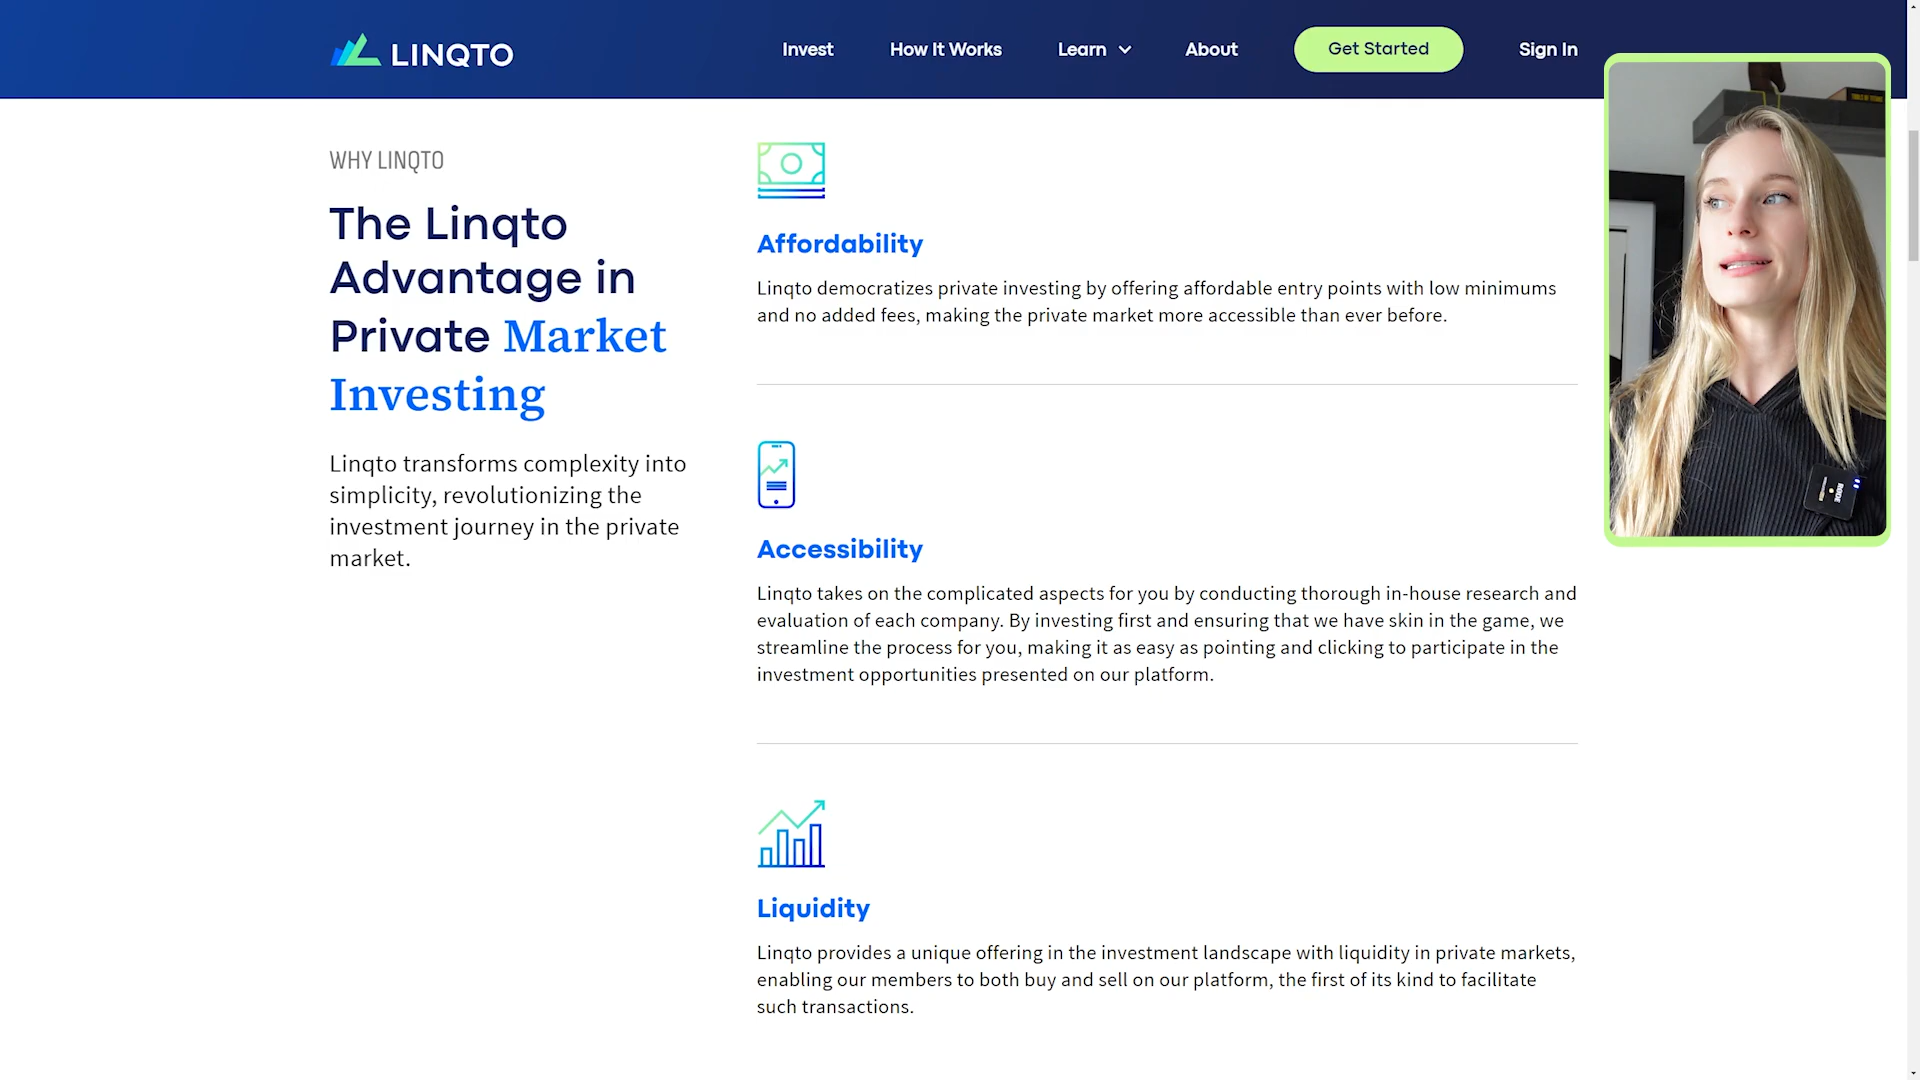 LINQTO
Invest
How It Works
Learn
About
Get Started
Sign In
WHY LINQTO
The Linqto
Advantage in
Private Market
Investing
Linqto transforms complexity into
simplicity, revolutionizing the
investment journey in the private
market.
Affordability
Linqto democratizes private investing by offering affordable entry points with low minimums
and no added fees, making the private market more accessible than ever before.
Accessibility
Linqto takes on the complicated aspects for you by conducting thorough in-house research and
evaluation of each company. By investing first and ensuring that we have skin in the game, we
streamline the process for you, making it as easy as pointing and clicking to participate in the
investment opportunities presented on our platform.
Liquidity
Linqto provides a unique offering in the investment landscape with liquidity in private markets,
enabling our members to both buy and sell on our platform, the first of its kind to facilitate
such transactions.
RØDE